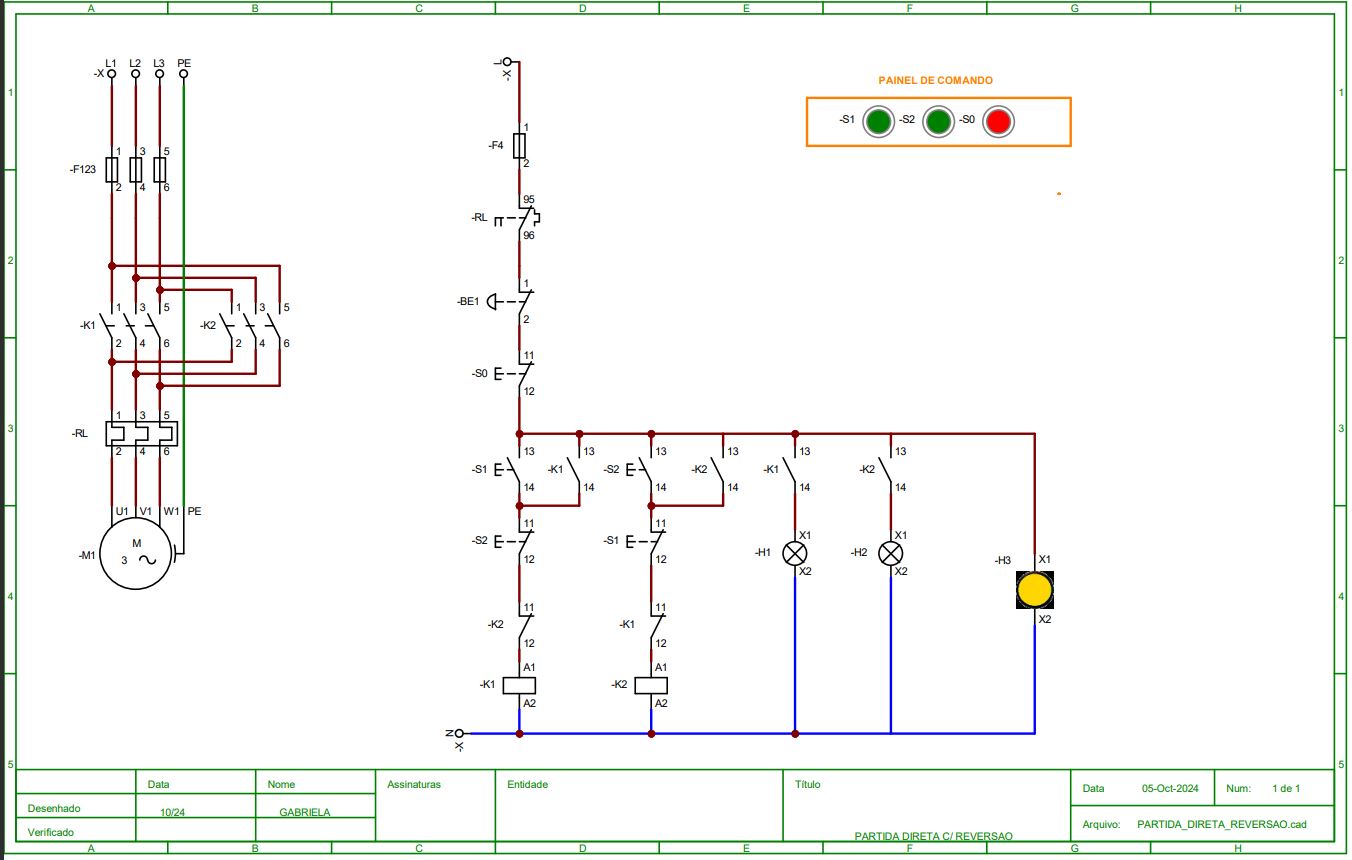 A B C D E F G H
L1 L2 L3 PE
-X
L
-X
PAINEL DE COMANDO
1 1
-S1 -S2 -S0
1
-F4
2
1 3 5
-F123
2 4 6
95
-RL
96
2 2
1
-BE1
2
1 3 5 1 3 5
-K1 -K2
2 4 6 2 4 6
11
-S0
12
1 3 5
-RL
2 4 6
3 3
13 13 13 13 13 13
-S1 -K1 -S2 -K2 -K1 -K2
14 14 14 14 14 14
U1 V1 W1 PE
11 11
-S2 -S1
12 12
X1 X1
-H1 -H2
X2 X2
M
-M1
3
-H3 X1
X2
4 4
11 11
-K2 -K1
12 12
A1 A1
-K1 -K2
A2 A2
N
-X
5 5
Data Nome Assinaturas Entidade Título
Data 05-Oct-2024 Num: 1 de 1
Desenhado 10/24 GABRIELA
Arquivo: PARTIDA_DIRETA_REVERSAO.cad
Verificado
PARTIDA DIRETA C/ REVERSAO
A B C D E F G H